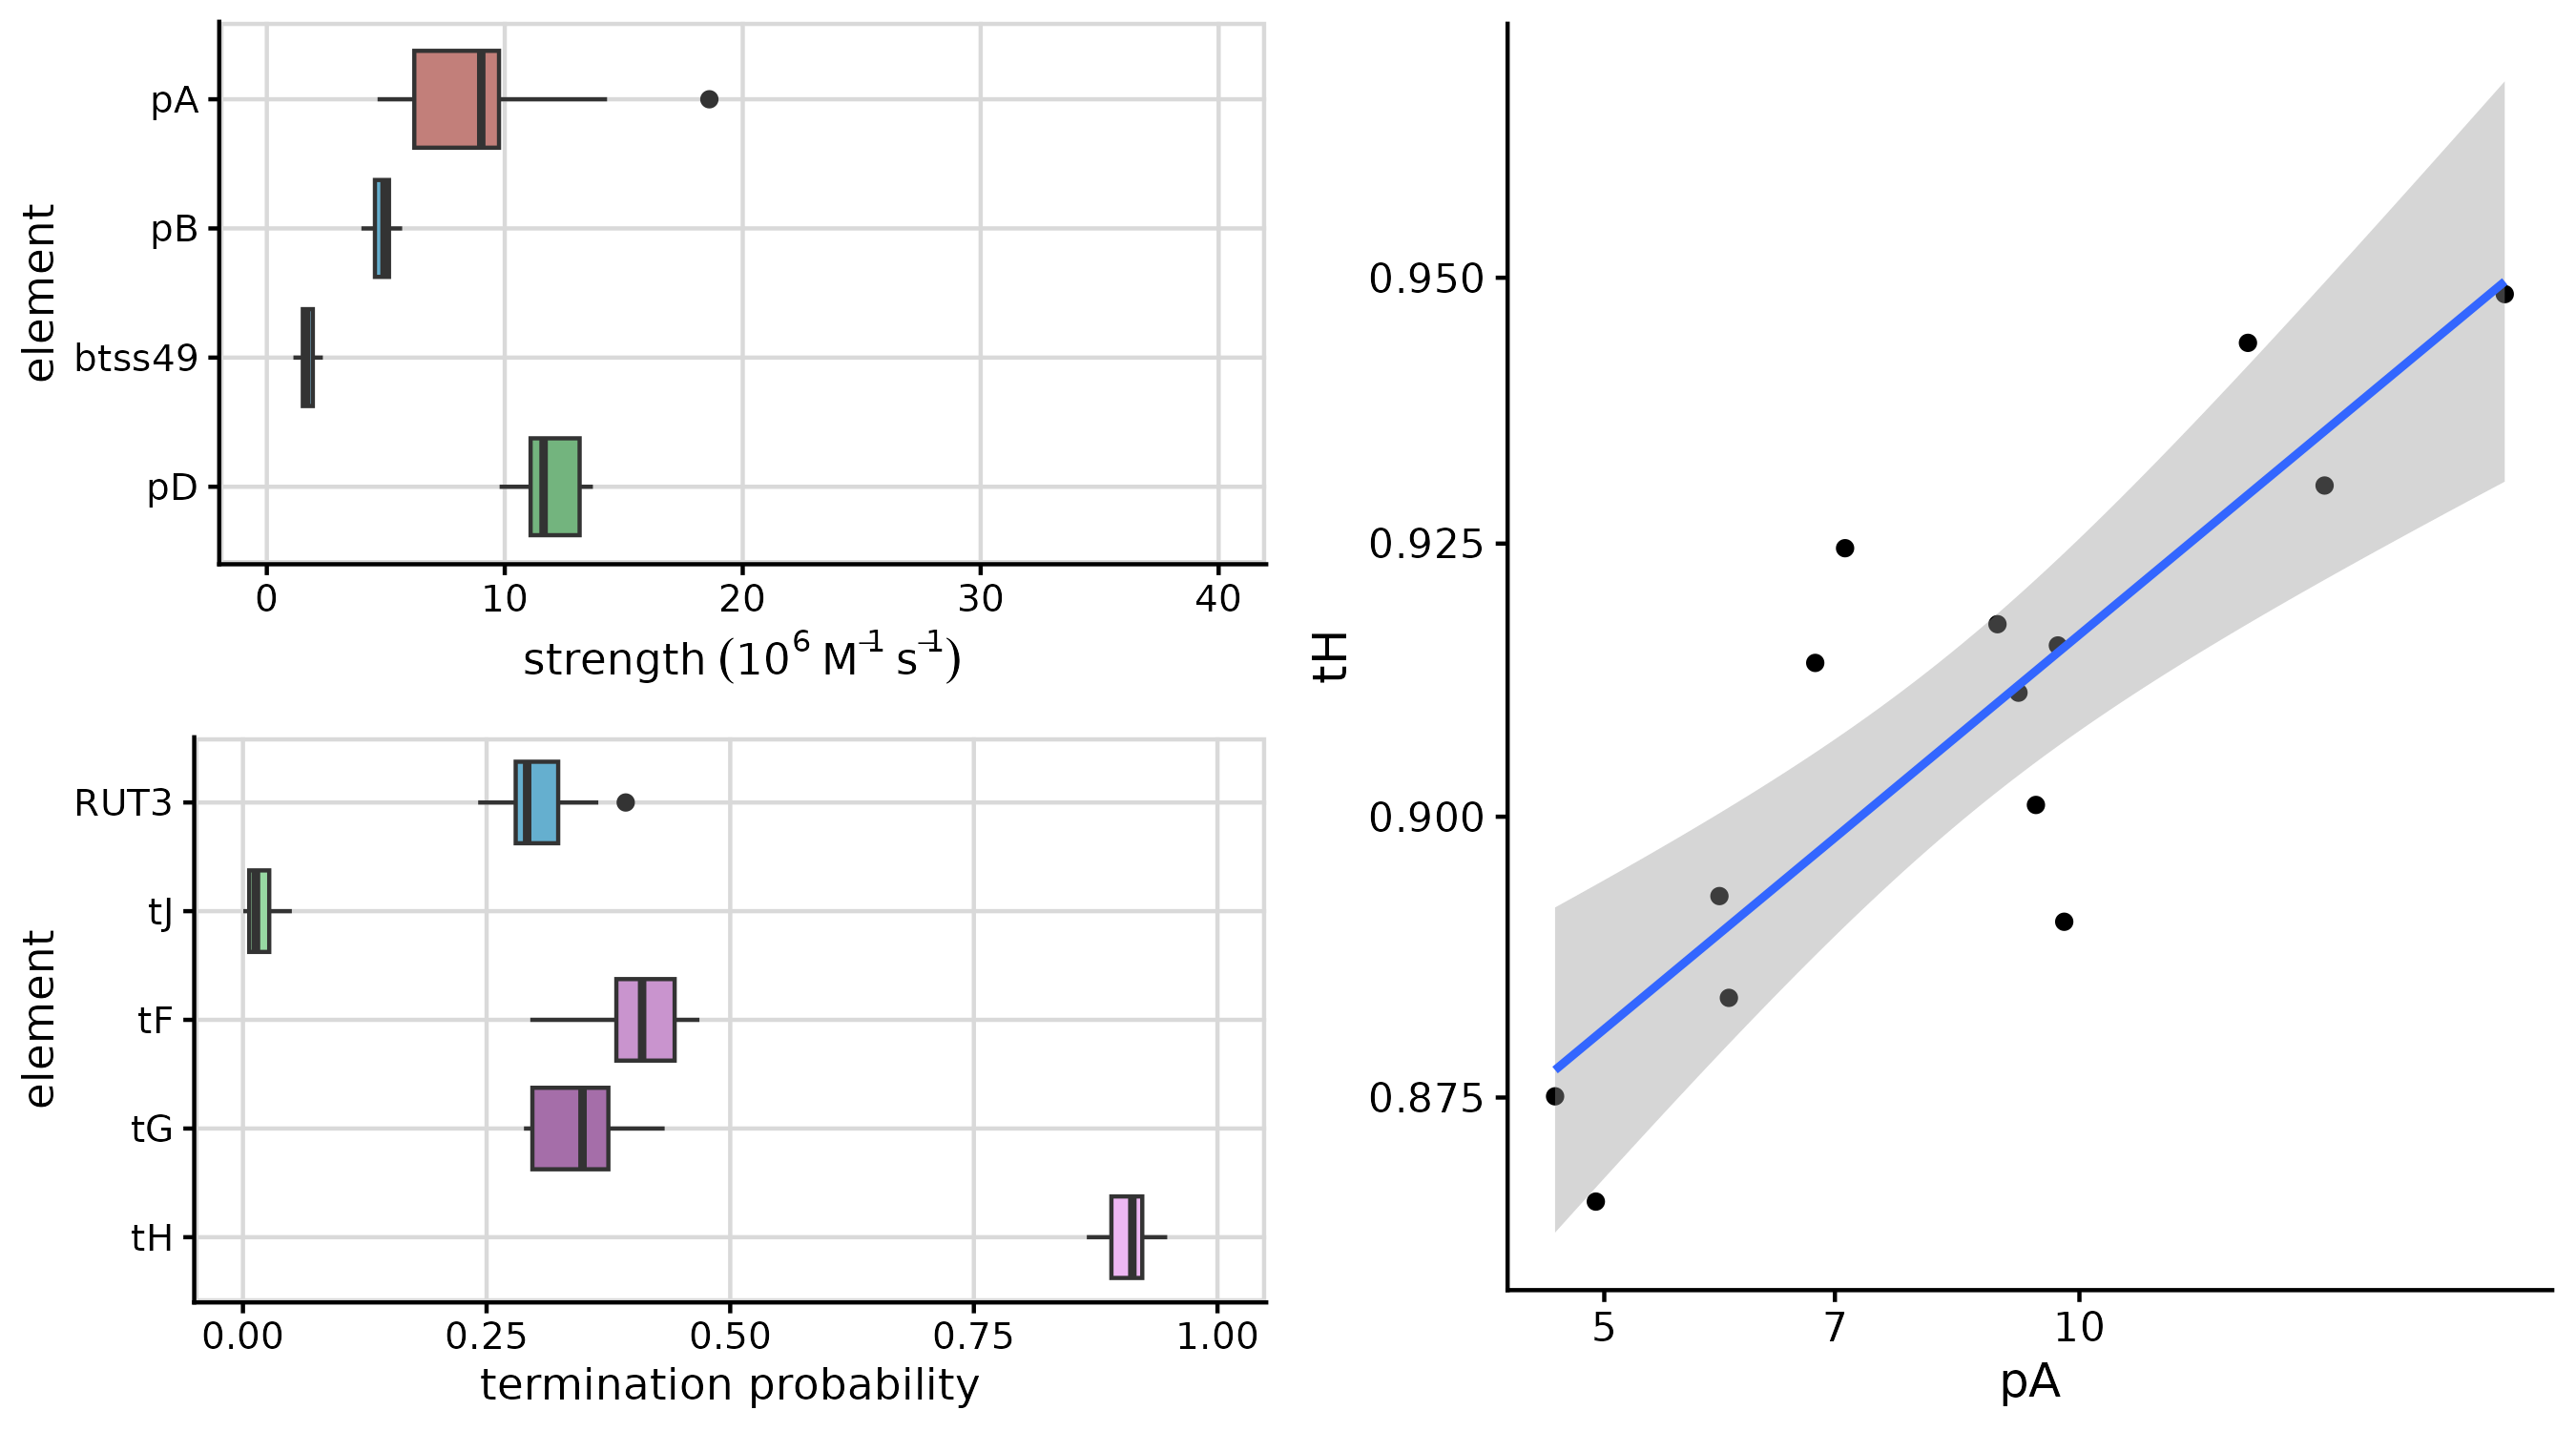 element
pA
pB
btss49
pD
0 10 20 30 40
strength (10⁶ M⁻¹ s⁻¹)
element
RUT3
tJ
tF
tG
tH
0.00 0.25 0.50 0.75 1.00
termination probability
tH
0.950
0.925
0.900
0.875
5 7 10
pA